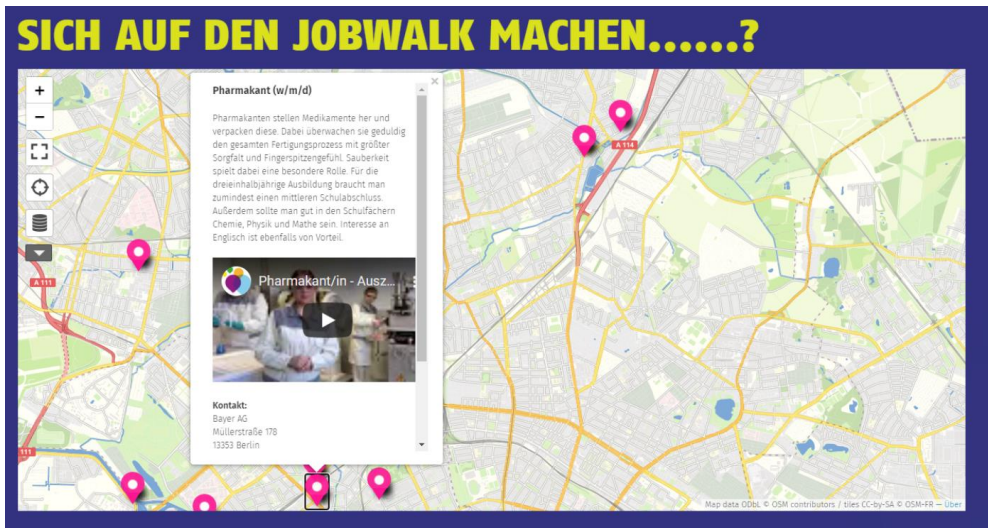 SICH AUF DEN JOBWALK MACHEN......?
+
−
Pharmakant (w/m/d)
×
Pharmakanten stellen Medikamente her und
verpacken diese. Dabei überwachen sie geduldig
den gesamten Fertigungsprozess mit größter
Sorgfalt und Fingerspitzengefühl. Sauberkeit
spielt dabei eine besondere Rolle. Für die
dreieinhalbjährige Ausbildung braucht man
zumindest einen mittleren Schulabschluss.
Außerdem sollte man gut in den Schulfächern
Chemie, Physik und Mathe sein. Interesse an
Englisch ist ebenfalls von Vorteil.
Pharmakant/in - Ausz...
Kontakt:
Bayer AG
Müllerstraße 178
13353 Berlin
A 114
A 111
111
Map data ODbL © OSM contributors / tiles CC-by-SA © OSM-FR — Über